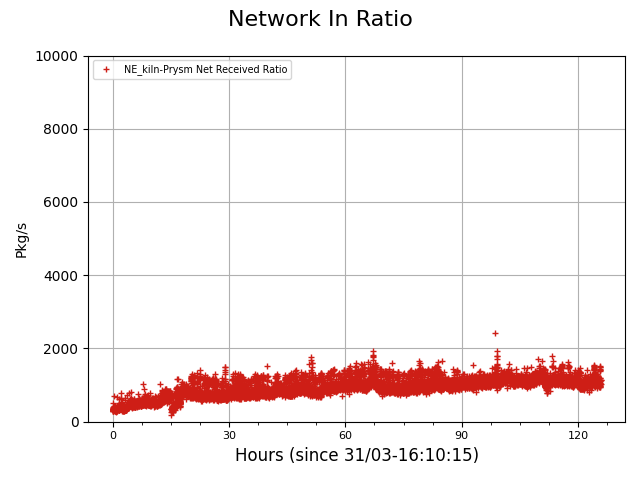 Network In Ratio
NE_kiln-Prysm Net Received Ratio
10000
8000
6000
4000
2000
0
Pkg/s
0 30 60 90 120
Hours (since 31/03-16:10:15)